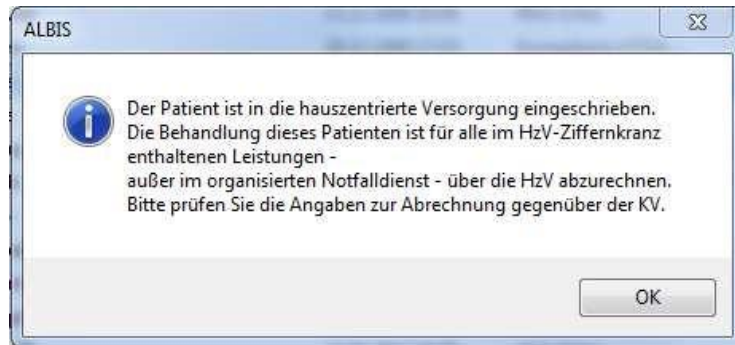 ALBIS
Der Patient ist in die hauszentrierte Versorgung eingeschrieben.
Die Behandlung dieses Patienten ist für alle im HzV-Ziffernkranz
enthaltenen Leistungen -
außer im organisierten Notfalldienst - über die HzV abzurechnen.
Bitte prüfen Sie die Angaben zur Abrechnung gegenüber der KV.
OK